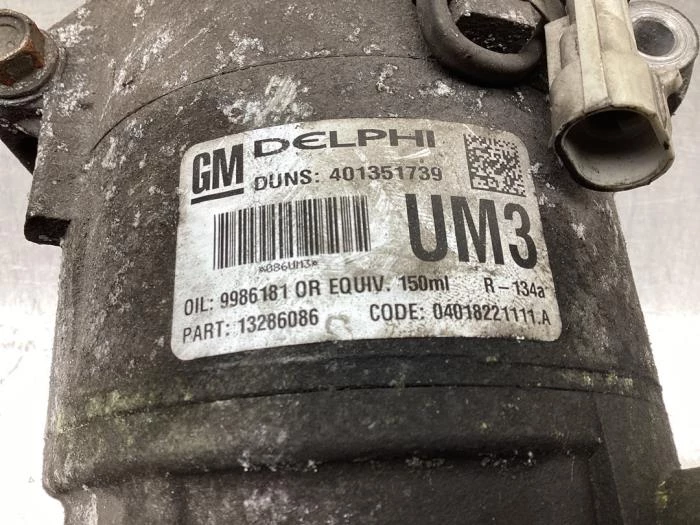 GM DELPHI
DUNS: 401351739
*086UM3*
UM3
OIL: 9986181 OR EQUIV. 150ml R-134a
PART: 13286086 CODE: 04018221111.A